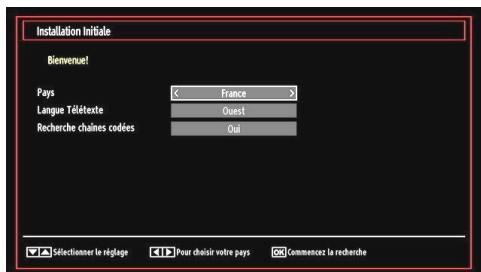 Installation Initiale
Bienvenue!
Pays < France >
Langue Télétexte Ouest
Recherche chaines codées Oui
Sélectionner le réglage Pour choisir votre pays OK Commencez la recherche